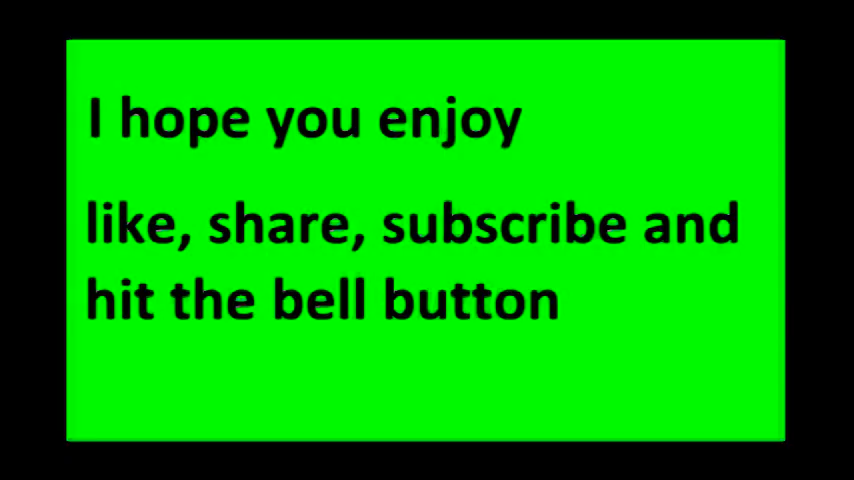 I hope you enjoy
like, share, subscribe and
hit the bell button